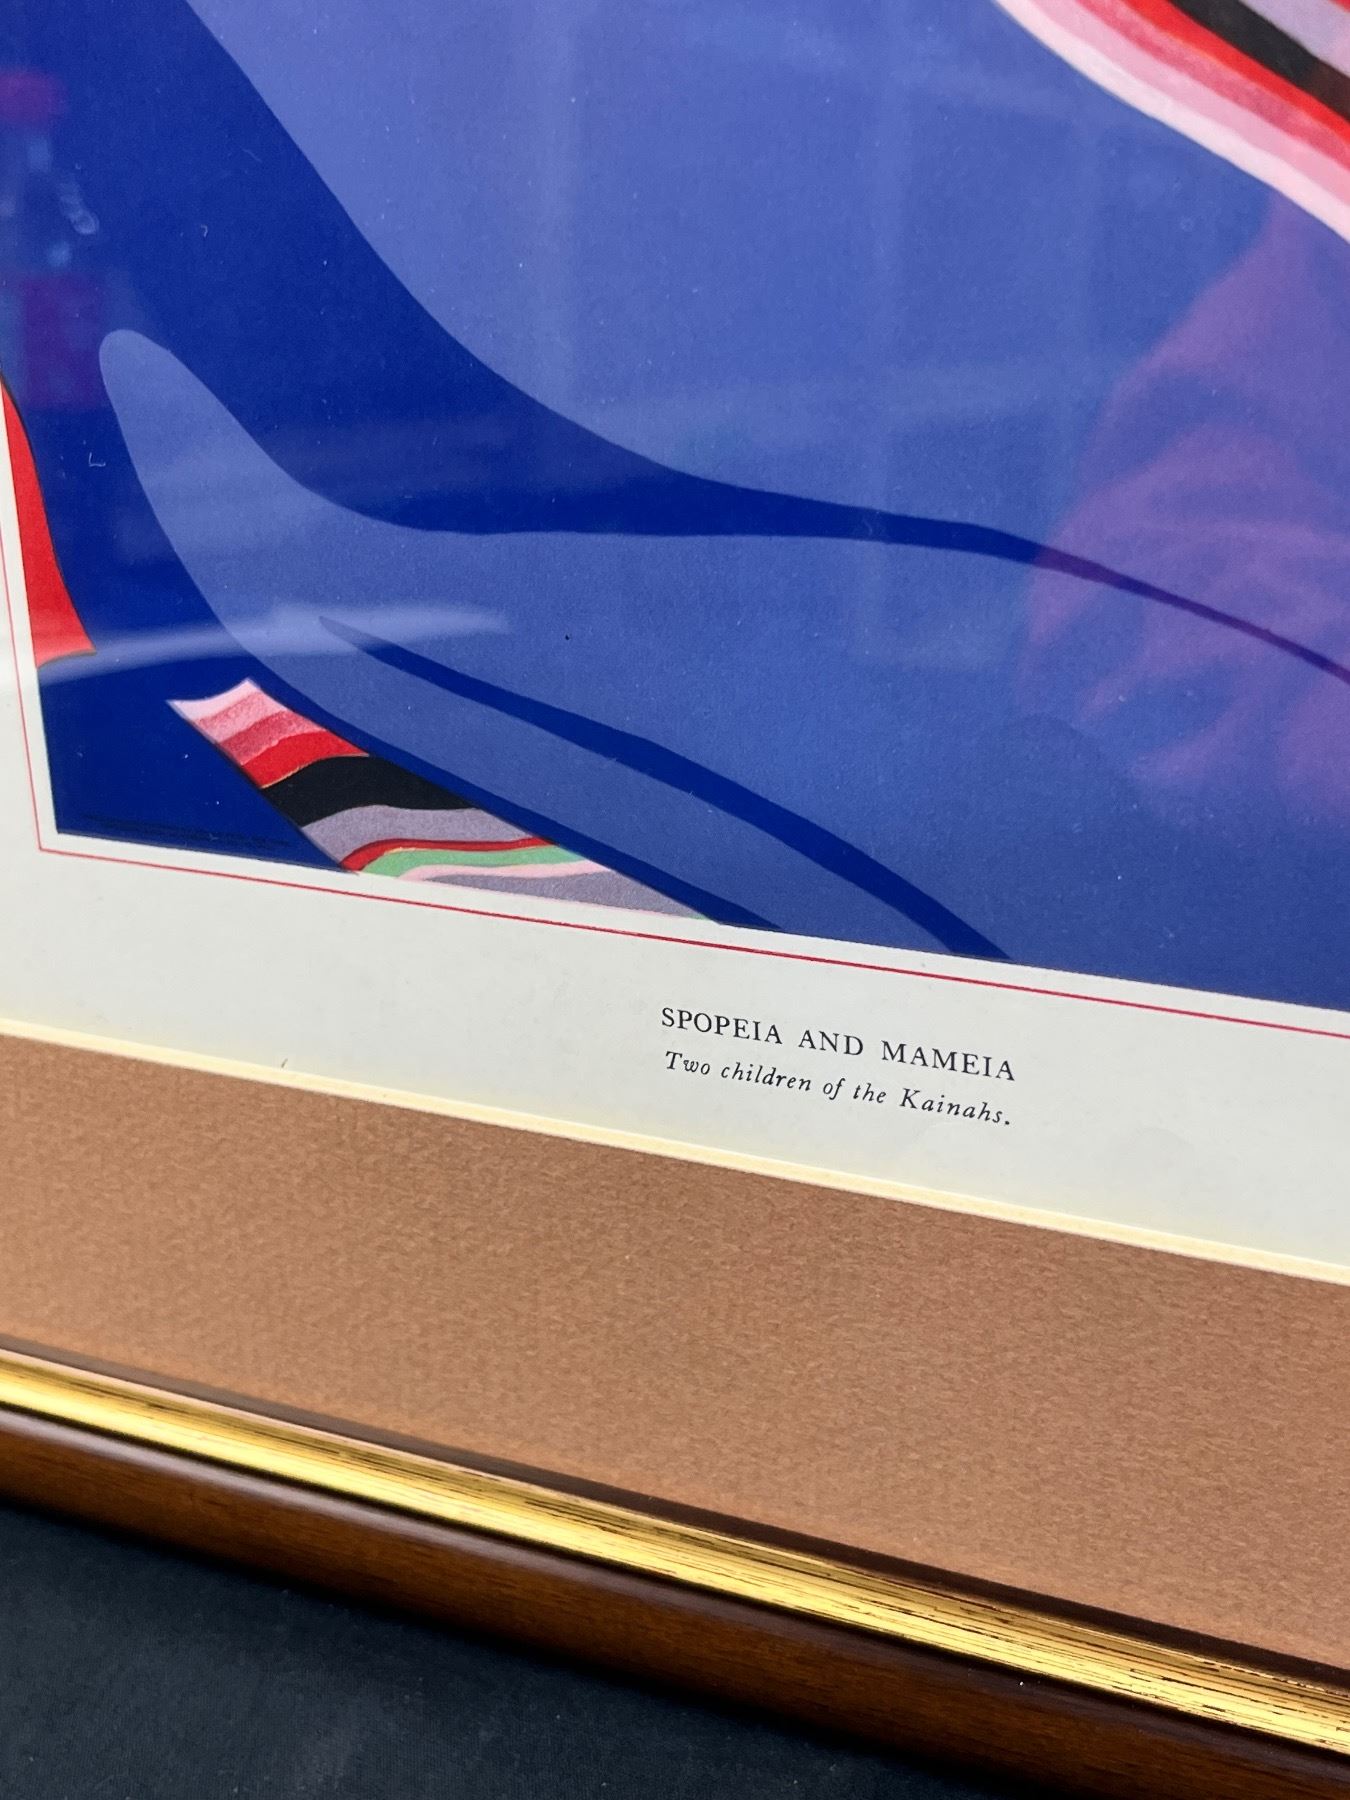 SPOPEIA AND MAMEIA
Two children of the Kainahs.